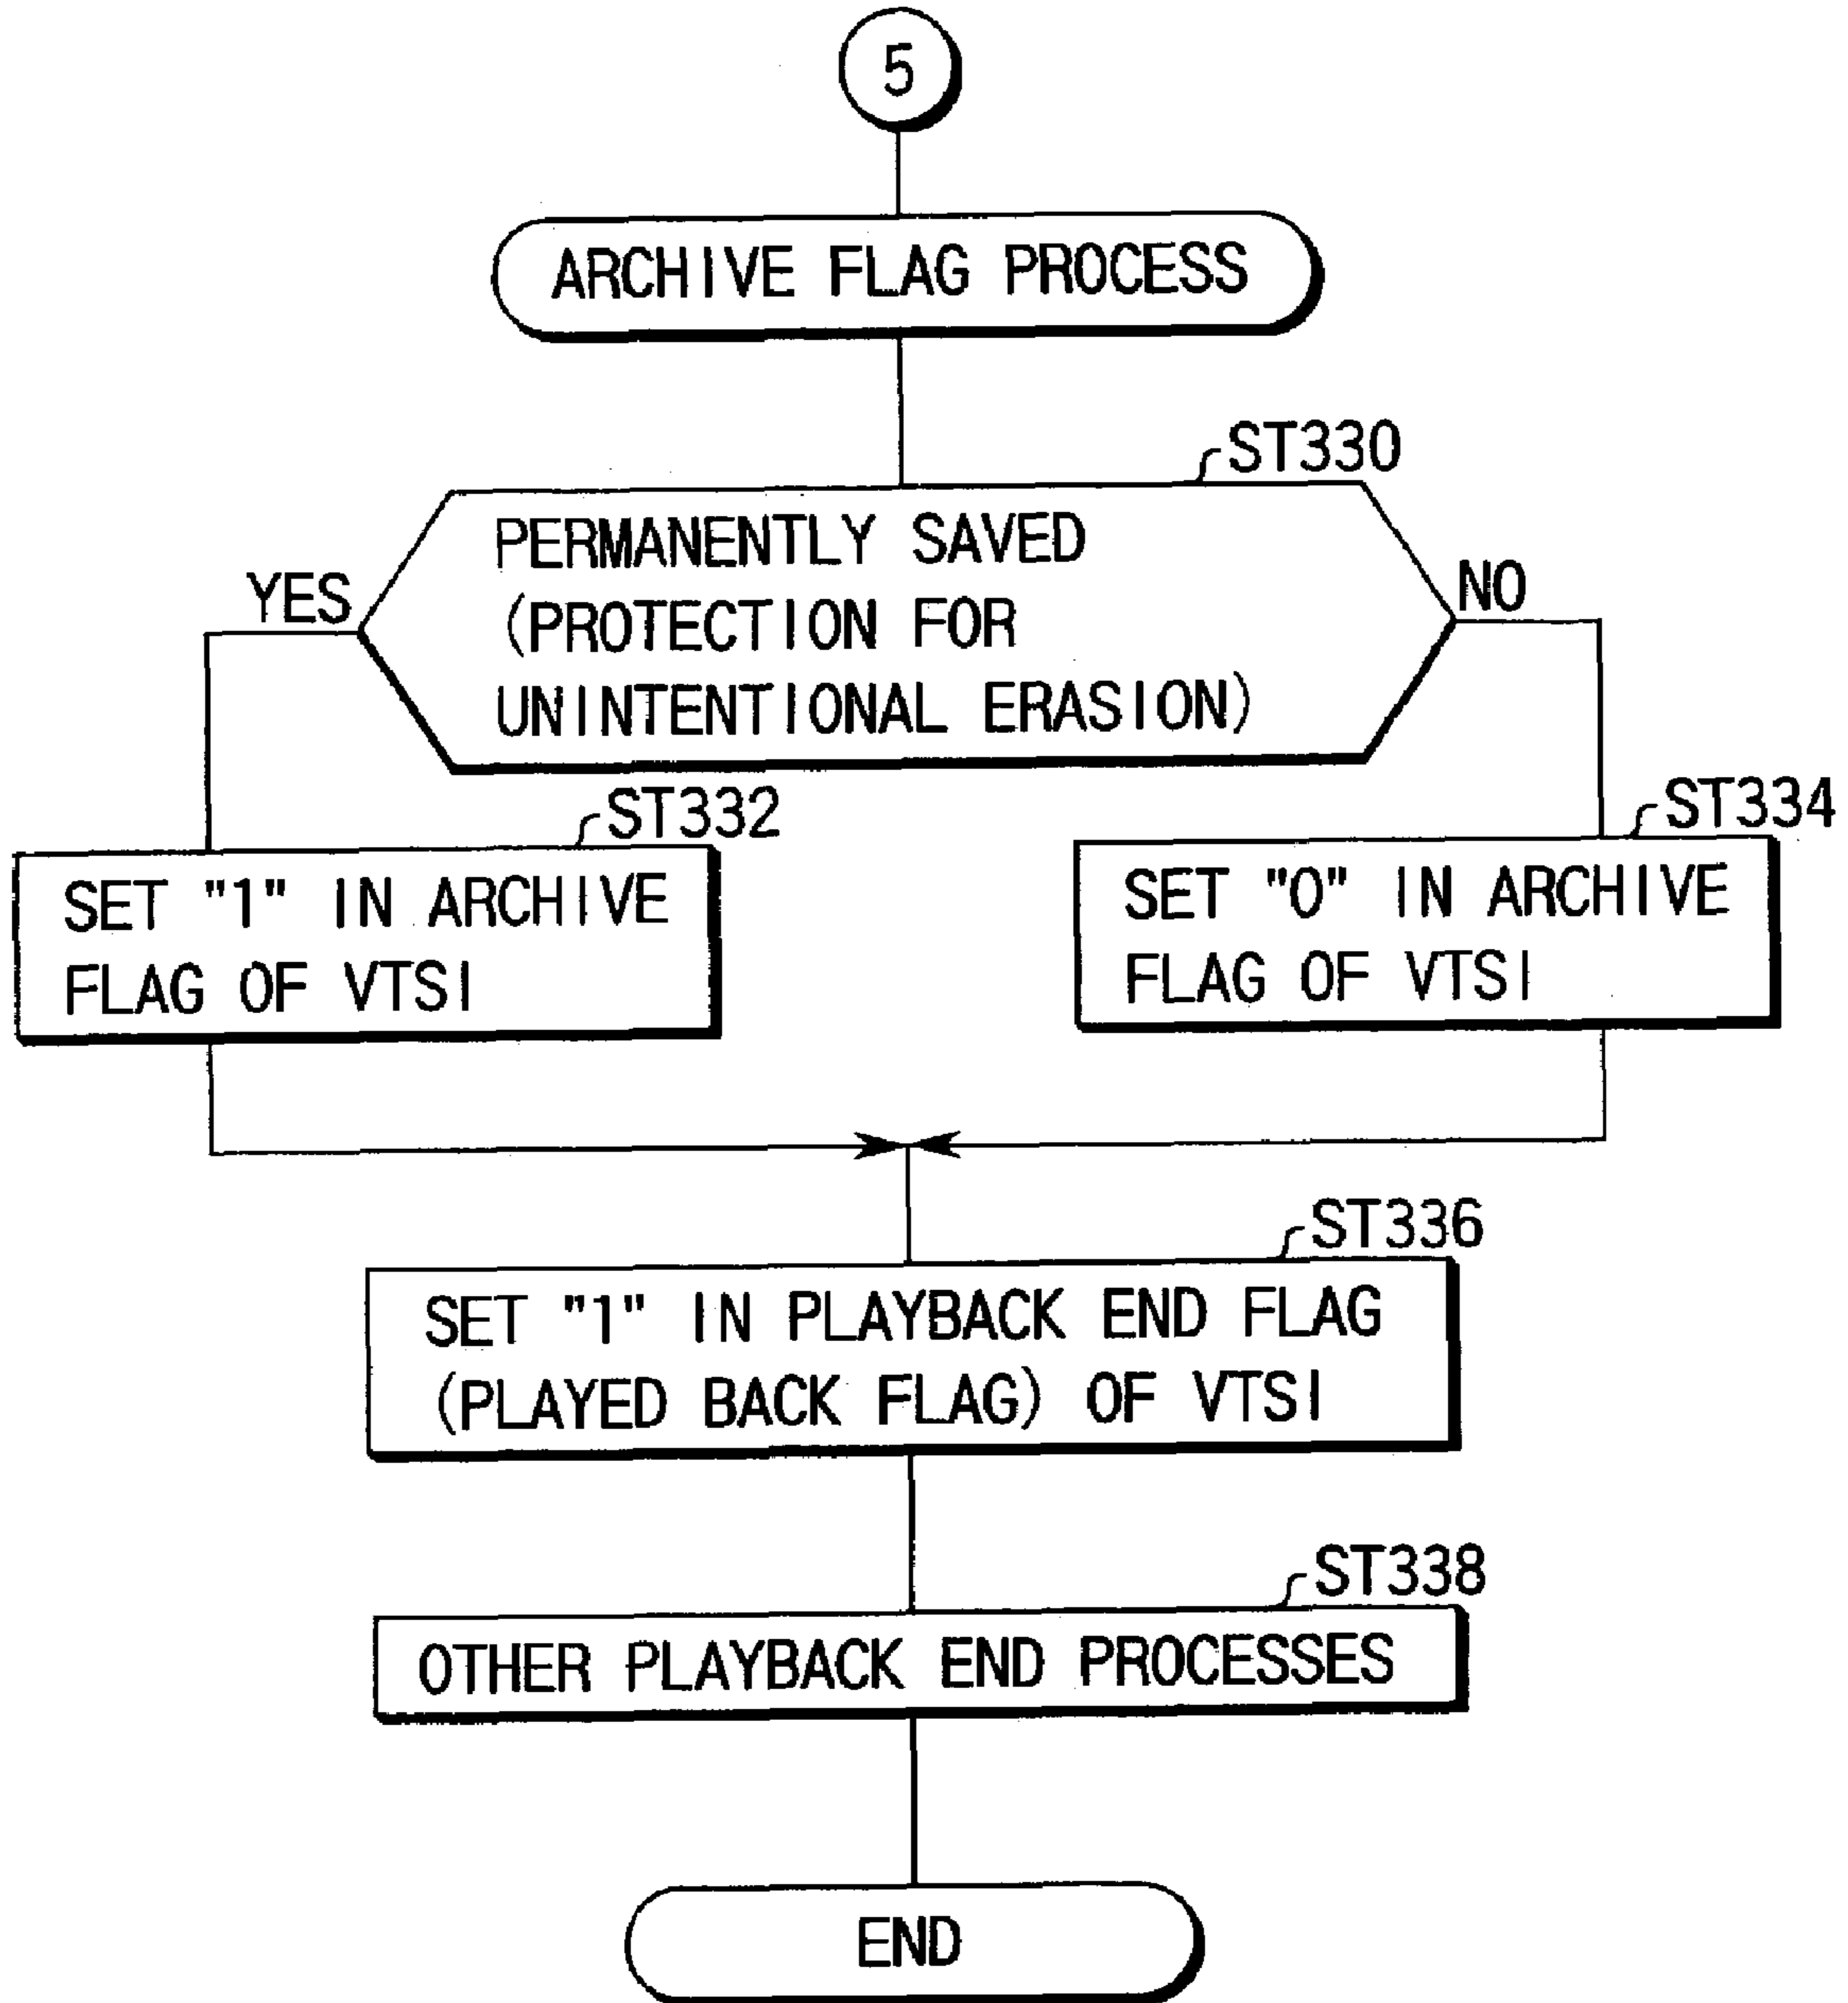 5
ARCHIVE FLAG PROCESS
ST330
PERMANENTLY SAVED
(PROTECTION FOR
UNINTENTIONAL ERASION)
YES
NO
ST332
SET "1" IN ARCHIVE
FLAG OF VTSI
ST334
SET "0" IN ARCHIVE
FLAG OF VTSI
ST336
SET "1" IN PLAYBACK END FLAG
(PLAYED BACK FLAG) OF VTSI
ST338
OTHER PLAYBACK END PROCESSES
END